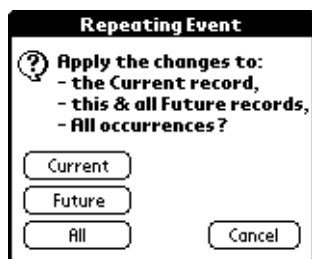 Repeating Event
Apply the changes to:
- the Current record,
- this & all Future records,
- All occurrences?
Current
Future
All
Cancel